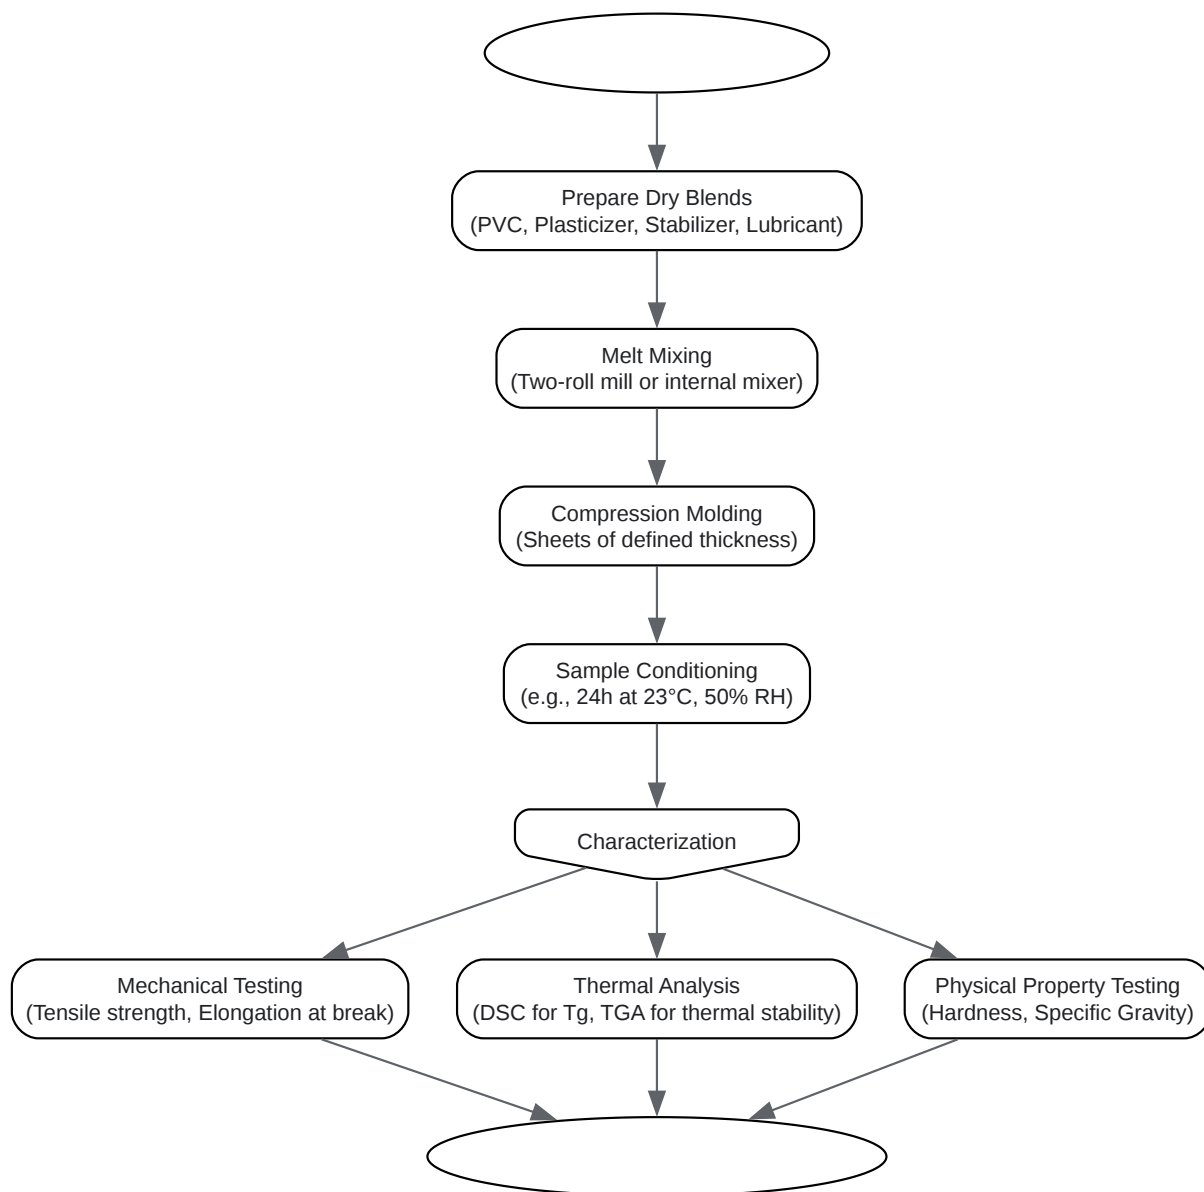 Prepare Dry Blends
(PVC, Plasticizer, Stabilizer, Lubricant)
Melt Mixing
(Two-roll mill or internal mixer)
Compression Molding
(Sheets of defined thickness)
Sample Conditioning
(e.g., 24h at 23°C, 50% RH)
Characterization
Mechanical Testing
(Tensile strength, Elongation at break)
Thermal Analysis
(DSC for Tg, TGA for thermal stability)
Physical Property Testing
(Hardness, Specific Gravity)